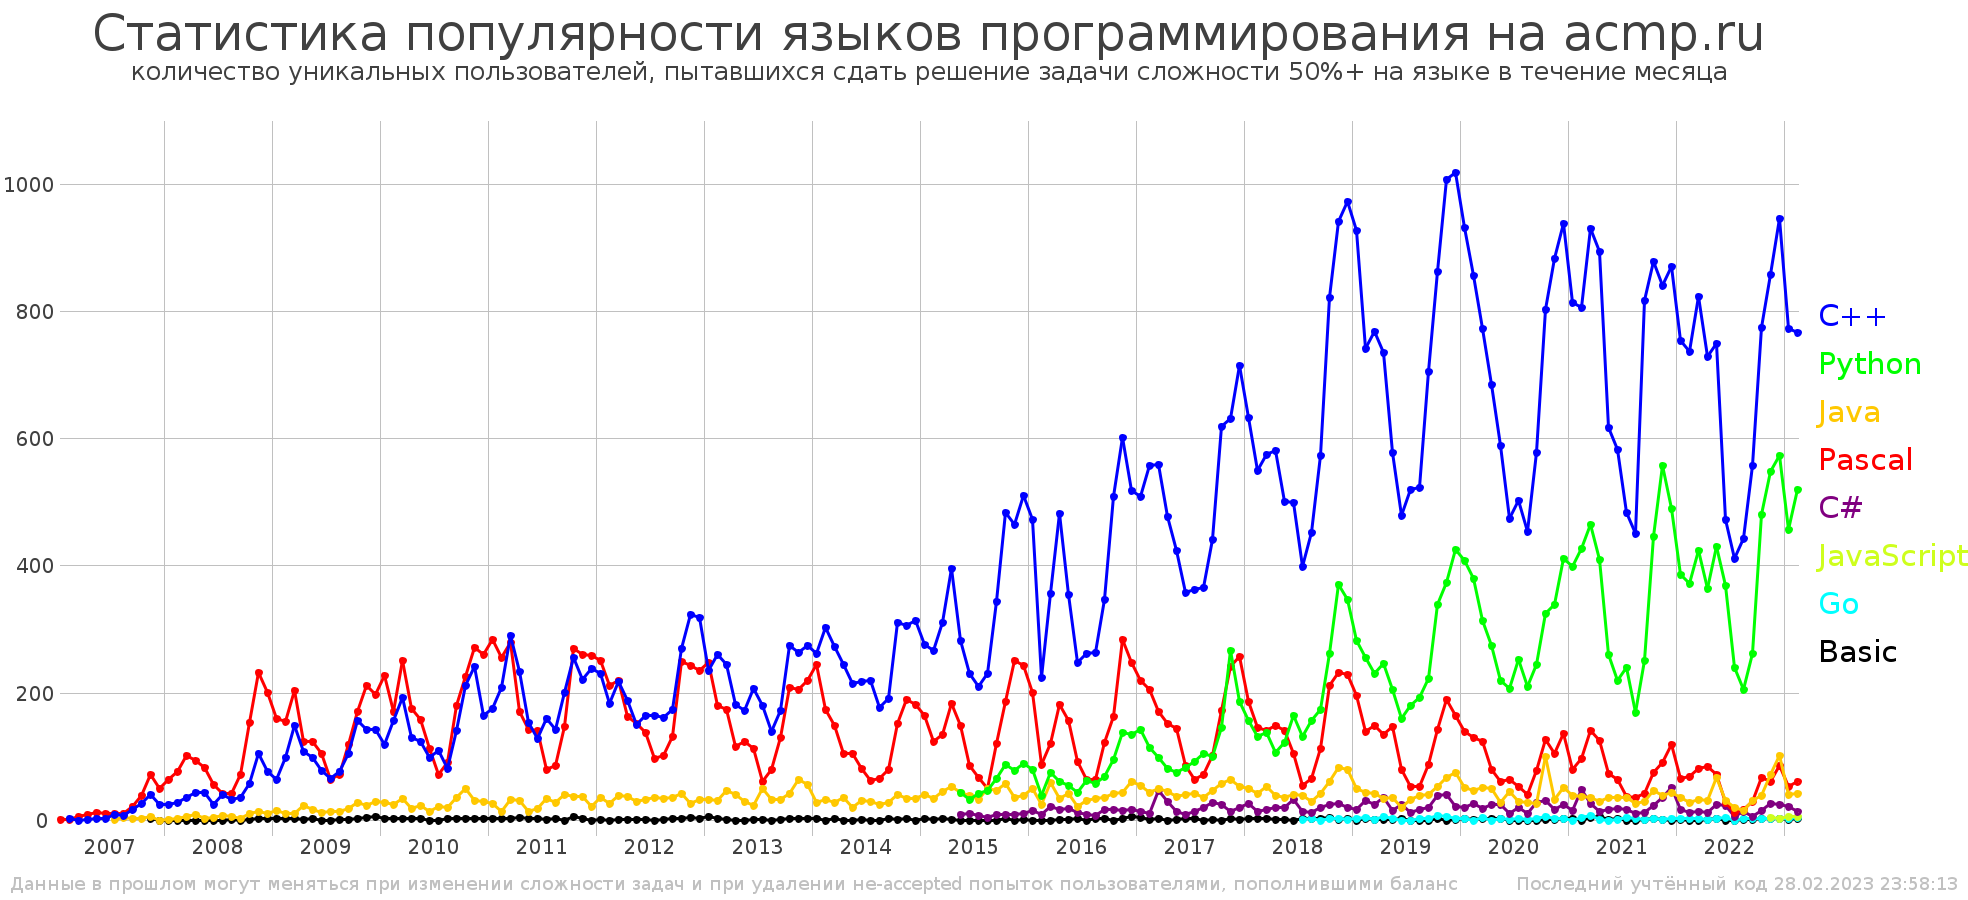 Статистика популярности языков программирования на acmp.ru
количество уникальных пользователей, пытавшихся сдать решение задачи сложности 50%+ на языке в течение месяца
1000
800
600
400
200
0
C++
Python
Java
Pascal
C#
JavaScript
Go
Basic
2007 2008 2009 2010 2011 2012 2013 2014 2015 2016 2017 2018 2019 2020 2021 2022
Данные в прошлом могут меняться при изменении сложности задач и при удалении не-accepted попыток пользователями, пополнившими баланс Последний учтённый код 28.02.2023 23:58:13